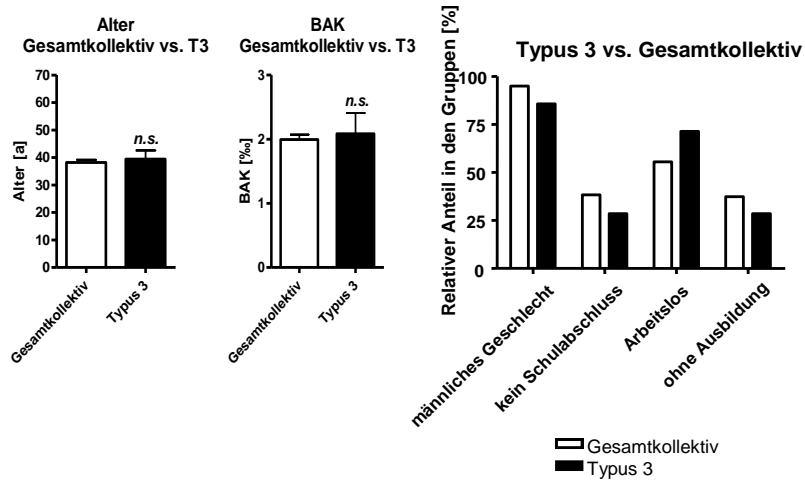 Alter
Gesamtkollektiv vs. T3
Alter [a]
70
60
50
40
30
20
10
0
n.s.
Gesamtkollektiv
Typus 3
BAK
Gesamtkollektiv vs. T3
BAK [‰]
3
2
1
0
n.s.
Gesamtkollektiv
Typus 3
Typus 3 vs. Gesamtkollektiv
Relativer Anteil in den Gruppen [%]
100
75
50
25
0
männliches Geschlecht
kein Schulabschluss
Arbeitslos
ohne Ausbildung
Gesamtkollektiv
Typus 3